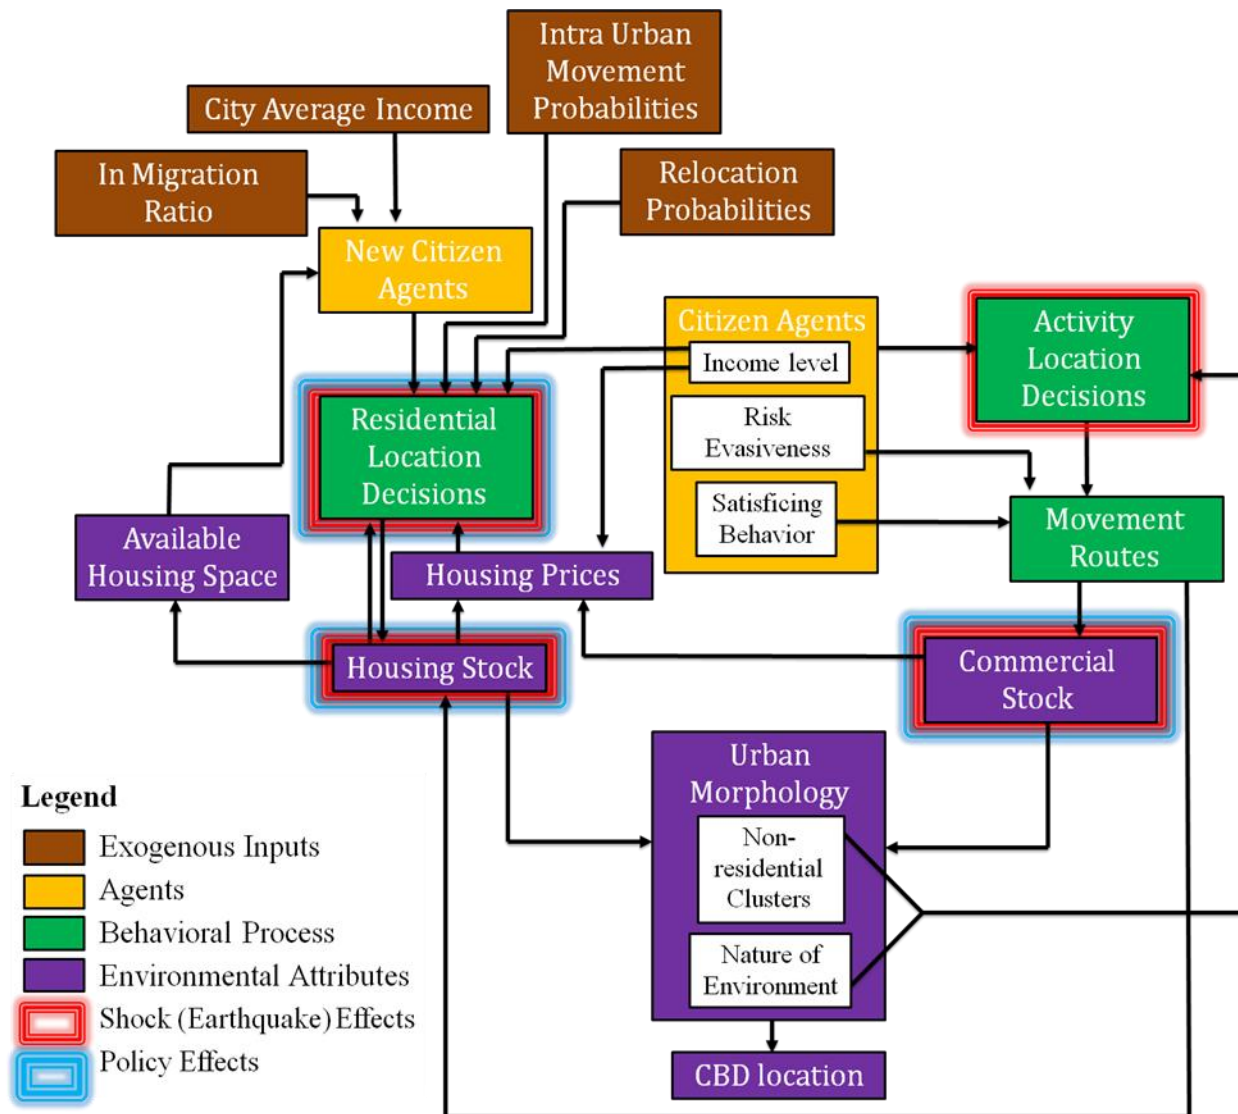 Intra Urban
Movement
Probabilities
City Average Income
In Migration
Ratio
Relocation
Probabilities
New Citizen
Agents
Citizen Agents
Income level
Risk
Evasiveness
Satisficing
Behavior
Activity
Location
Decisions
Residential
Location
Decisions
Movement
Routes
Available
Housing Space
Housing Prices
Housing Stock
Commercial
Stock
Urban
Morphology
Non-
residential
Clusters
Nature of
Environment
CBD location
Legend
Exogenous Inputs
Agents
Behavioral Process
Environmental Attributes
Shock (Earthquake) Effects
Policy Effects